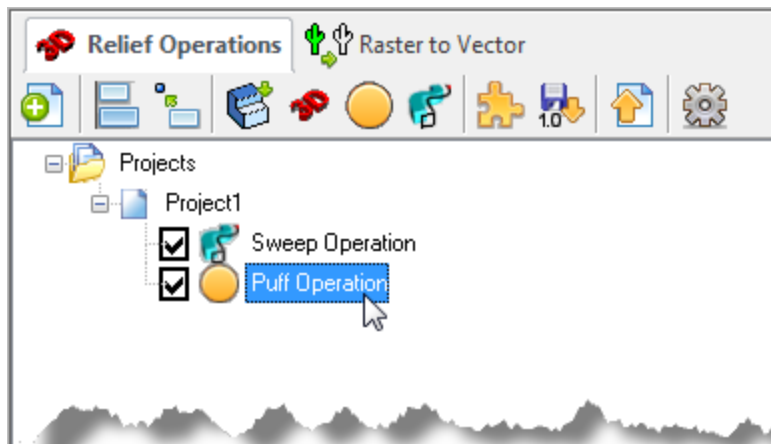 Relief Operations Raster to Vector
1.0
Projects
Project1
Sweep Operation
Puff Operation